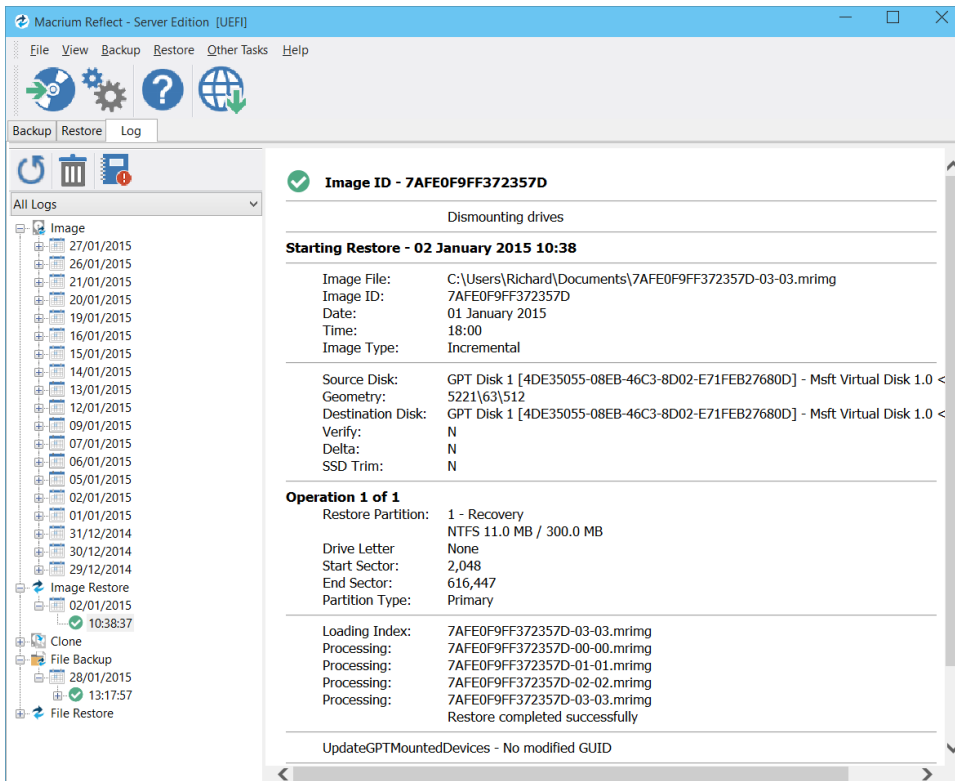 Macrium Reflect - Server Edition [UEFI]
File View Backup Restore Other Tasks Help
Backup Restore Log
All Logs
Image
27/01/2015
26/01/2015
21/01/2015
20/01/2015
19/01/2015
16/01/2015
15/01/2015
14/01/2015
13/01/2015
12/01/2015
09/01/2015
07/01/2015
06/01/2015
05/01/2015
02/01/2015
01/01/2015
31/12/2014
30/12/2014
29/12/2014
Image Restore
02/01/2015
10:38:37
Clone
File Backup
28/01/2015
13:17:57
File Restore
Image ID - 7AFE0F9FF372357D
Dismounting drives
Starting Restore - 02 January 2015 10:38
Image File: C:\Users\Richard\Documents\7AFE0F9FF372357D-03-03.mrimg
Image ID: 7AFE0F9FF372357D
Date: 01 January 2015
Time: 18:00
Image Type: Incremental
Source Disk: GPT Disk 1 [4DE35055-08EB-46C3-8D02-E71FEB27680D] - Msft Virtual Disk 1.0 <
Geometry: 5221\63\512
Destination Disk: GPT Disk 1 [4DE35055-08EB-46C3-8D02-E71FEB27680D] - Msft Virtual Disk 1.0 <
Verify: N
Delta: N
SSD Trim: N
Operation 1 of 1
Restore Partition: 1 - Recovery
NTFS 11.0 MB / 300.0 MB
Drive Letter None
Start Sector: 2,048
End Sector: 616,447
Partition Type: Primary
Loading Index: 7AFE0F9FF372357D-03-03.mrimg
Processing: 7AFE0F9FF372357D-00-00.mrimg
Processing: 7AFE0F9FF372357D-01-01.mrimg
Processing: 7AFE0F9FF372357D-02-02.mrimg
Processing: 7AFE0F9FF372357D-03-03.mrimg
Restore completed successfully
UpdateGPTMountedDevices - No modified GUID